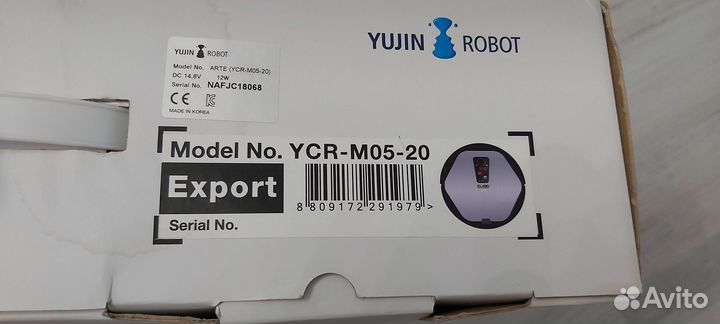 YUJIN ROBOT
YUJIN ROBOT
Model No. ARTE (YCR-M05-20)
DC 14,8V 12W
Serial No. NAFJC18068
CE
MADE IN KOREA
Model No. YCR-M05-20
Export
8 809172 291979 >
Serial No.
Avito